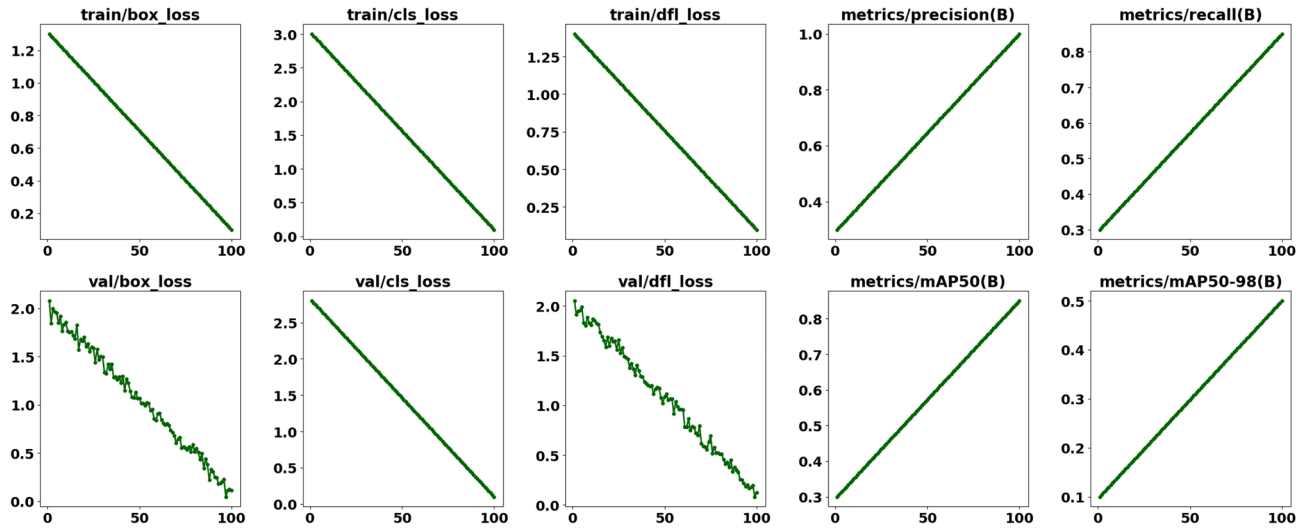 train/box_loss train/cls_loss train/dfl_loss metrics/precision(B) metrics/recall(B)
1.2 3.0 1.25 1.0 0.8
1.0 2.5 1.00 0.8 0.7
0.8 2.0 0.75 0.6 0.6
0.6 1.5 0.50 0.4 0.5
0.4 1.0 0.25 0.4
0.2 0.5 0.3
0.0
0 50 100 0 50 100 0 50 100 0 50 100 0 50 100
val/box_loss val/cls_loss val/dfl_loss metrics/mAP50(B) metrics/mAP50-98(B)
2.0 2.5 2.0 0.8 0.5
1.5 2.0 1.5 0.7 0.4
1.0 1.5 1.0 0.6 0.3
0.5 1.0 0.5 0.5 0.2
0.0 0.5 0.0 0.4 0.1
0.0 0.3
0 50 100 0 50 100 0 50 100 0 50 100 0 50 100